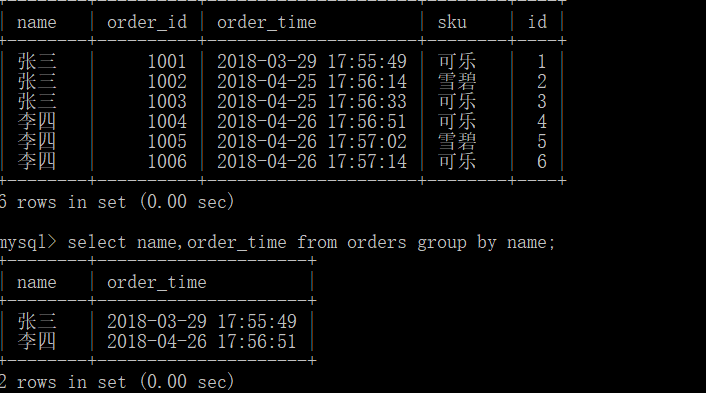 name order_id order_time sku id
张三 1001 2018-03-29 17:55:49 可乐 1
张三 1002 2018-04-25 17:56:14 雪碧 2
张三 1003 2018-04-25 17:56:33 可乐 3
李四 1004 2018-04-26 17:56:51 可乐 4
李四 1005 2018-04-26 17:57:02 雪碧 5
李四 1006 2018-04-26 17:57:14 可乐 6
6 rows in set (0.00 sec)
mysql> select name,order_time from orders group by name;
name order_time
张三 2018-03-29 17:55:49
李四 2018-04-26 17:56:51
2 rows in set (0.00 sec)